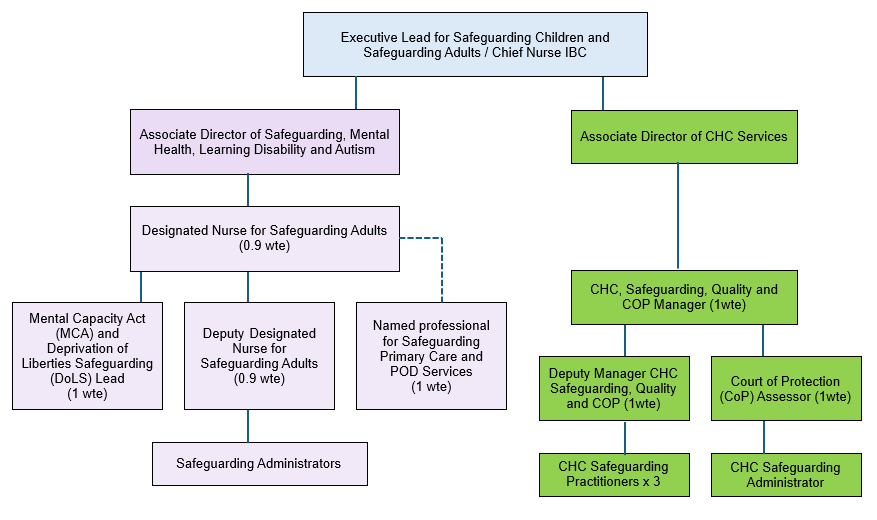 Executive Lead for Safeguarding Children and
Safeguarding Adults / Chief Nurse IBC
Associate Director of Safeguarding, Mental
Health, Learning Disability and Autism
Associate Director of CHC Services
Designated Nurse for Safeguarding Adults
(0.9 wte)
CHC, Safeguarding, Quality and
COP Manager (1wte)
Mental Capacity Act
(MCA) and
Deprivation of
Liberties Safeguarding
(DoLS) Lead
(1 wte)
Deputy Designated
Nurse for
Safeguarding Adults
(0.9 wte)
Named professional
for Safeguarding
Primary Care and
POD Services
(1 wte)
Deputy Manager CHC
Safeguarding, Quality
and COP (1wte)
Court of Protection
(CoP) Assessor (1wte)
Safeguarding Administrators
CHC Safeguarding
Practitioners x 3
CHC Safeguarding
Administrator